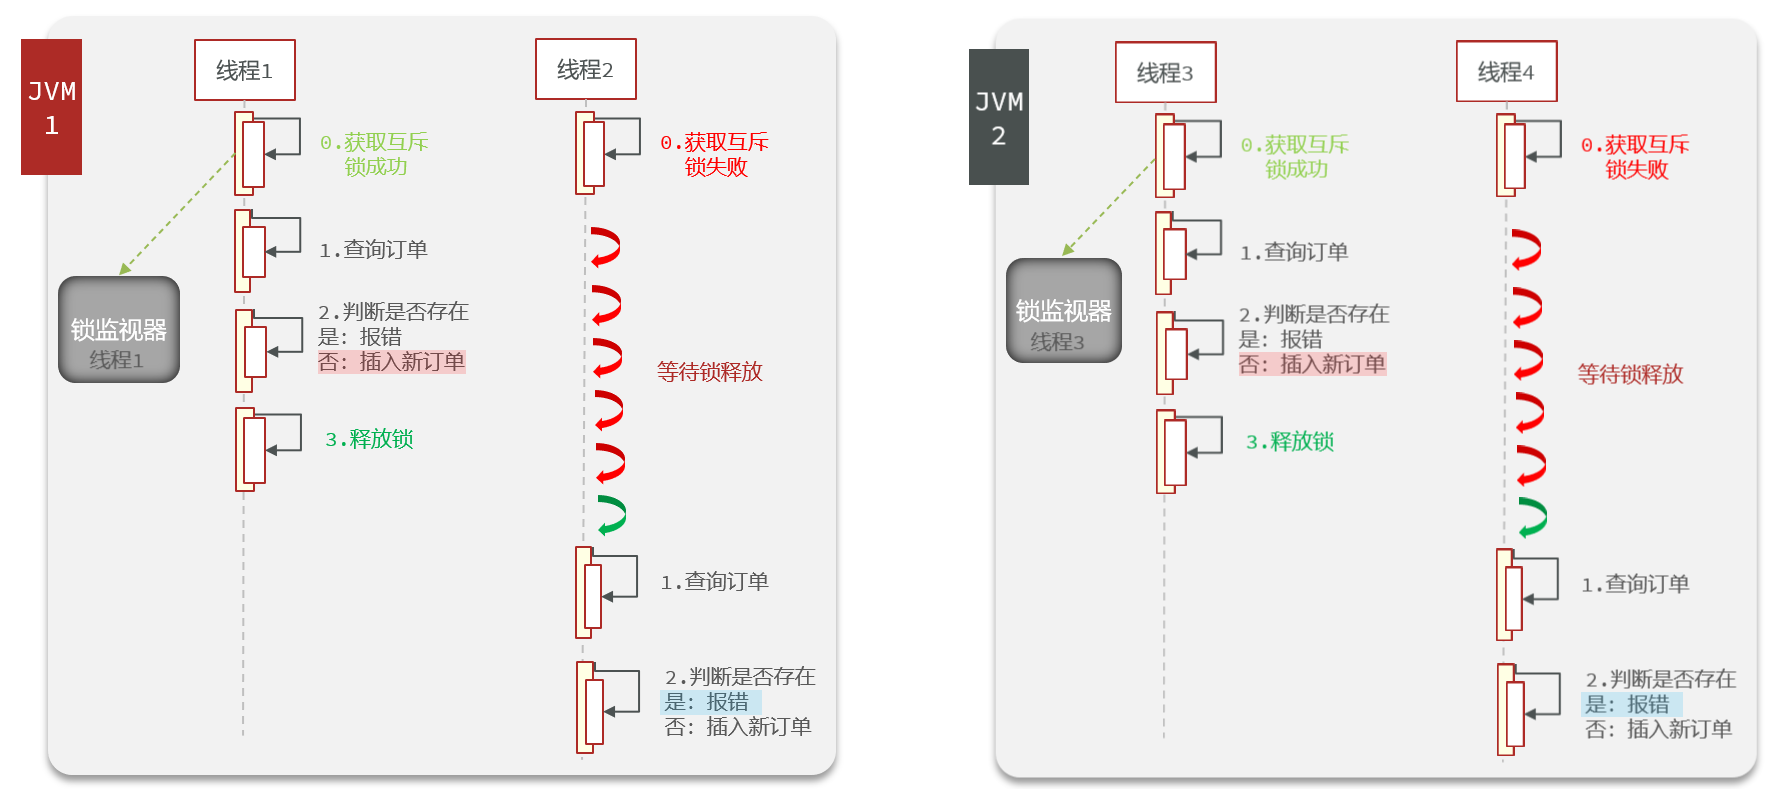 JVM
1
线程1
线程2
0.获取互斥
锁成功
0.获取互斥
锁失败
1.查询订单
锁监视器
线程1
2.判断是否存在
是：报错
否：插入新订单
等待锁释放
3.释放锁
1.查询订单
2.判断是否存在
是：报错
否：插入新订单
JVM
2
线程3
线程4
0.获取互斥
锁成功
0.获取互斥
锁失败
1.查询订单
锁监视器
线程3
2.判断是否存在
是：报错
否：插入新订单
等待锁释放
3.释放锁
1.查询订单
2.判断是否存在
是：报错
否：插入新订单